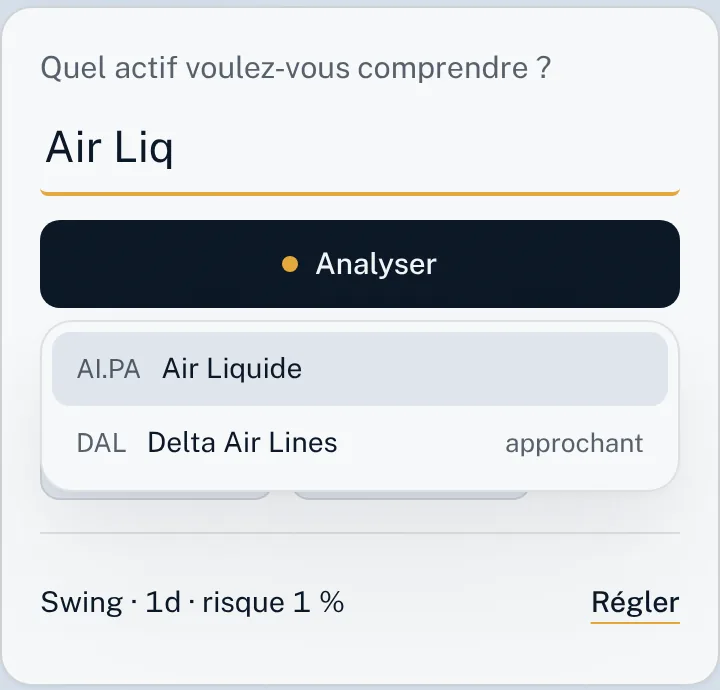 Quel actif voulez-vous comprendre ?
Air Liq
Analyser
AI.PA Air Liquide
DAL Delta Air Lines approchant
Swing · 1d · risque 1 % Régler